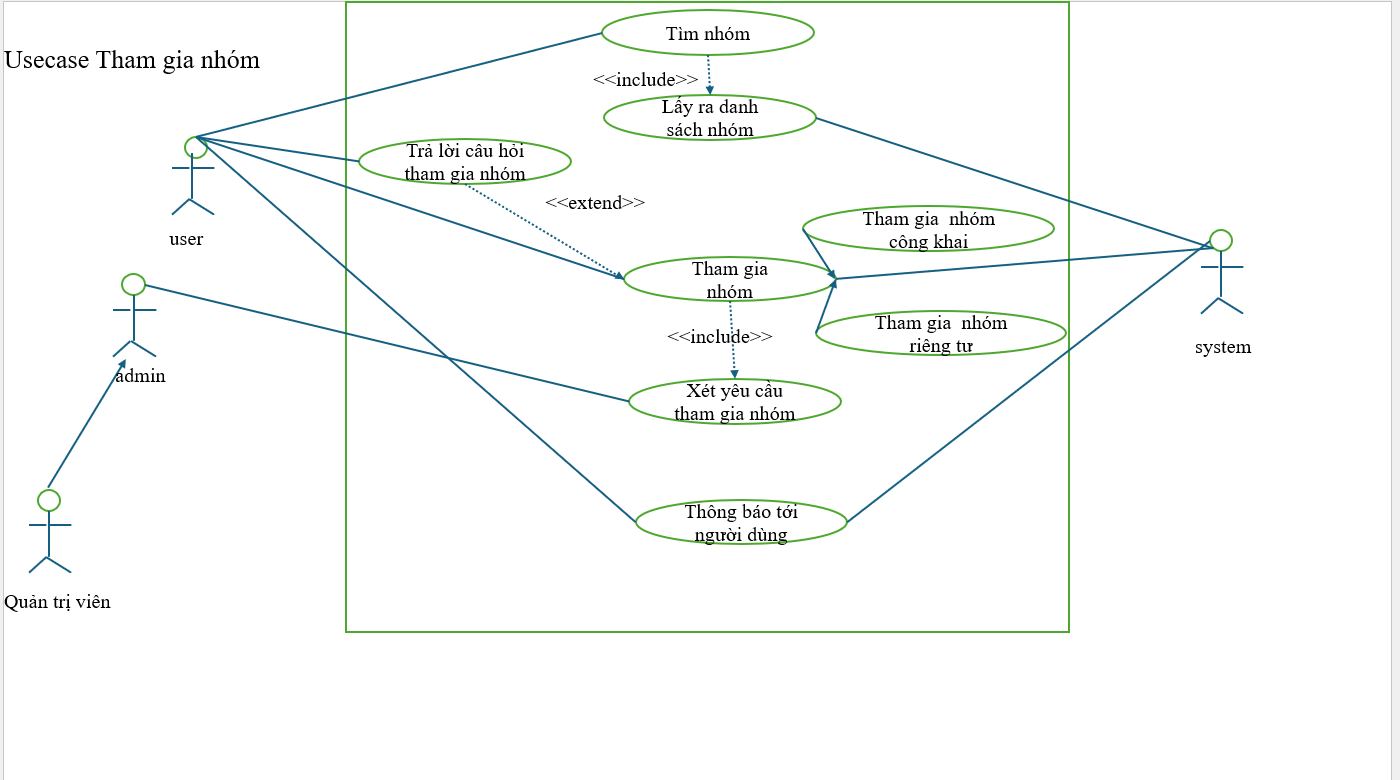 Usecase Tham gia nhóm
Tìm nhóm
<<include>>
Lấy ra danh
sách nhóm
Trả lời câu hỏi
tham gia nhóm
<<extend>>
user
Tham gia nhóm
công khai
Tham gia
nhóm
Tham gia nhóm
riêng tư
<<include>>
system
admin
Xét yêu cầu
tham gia nhóm
Thông báo tới
người dùng
Quản trị viên